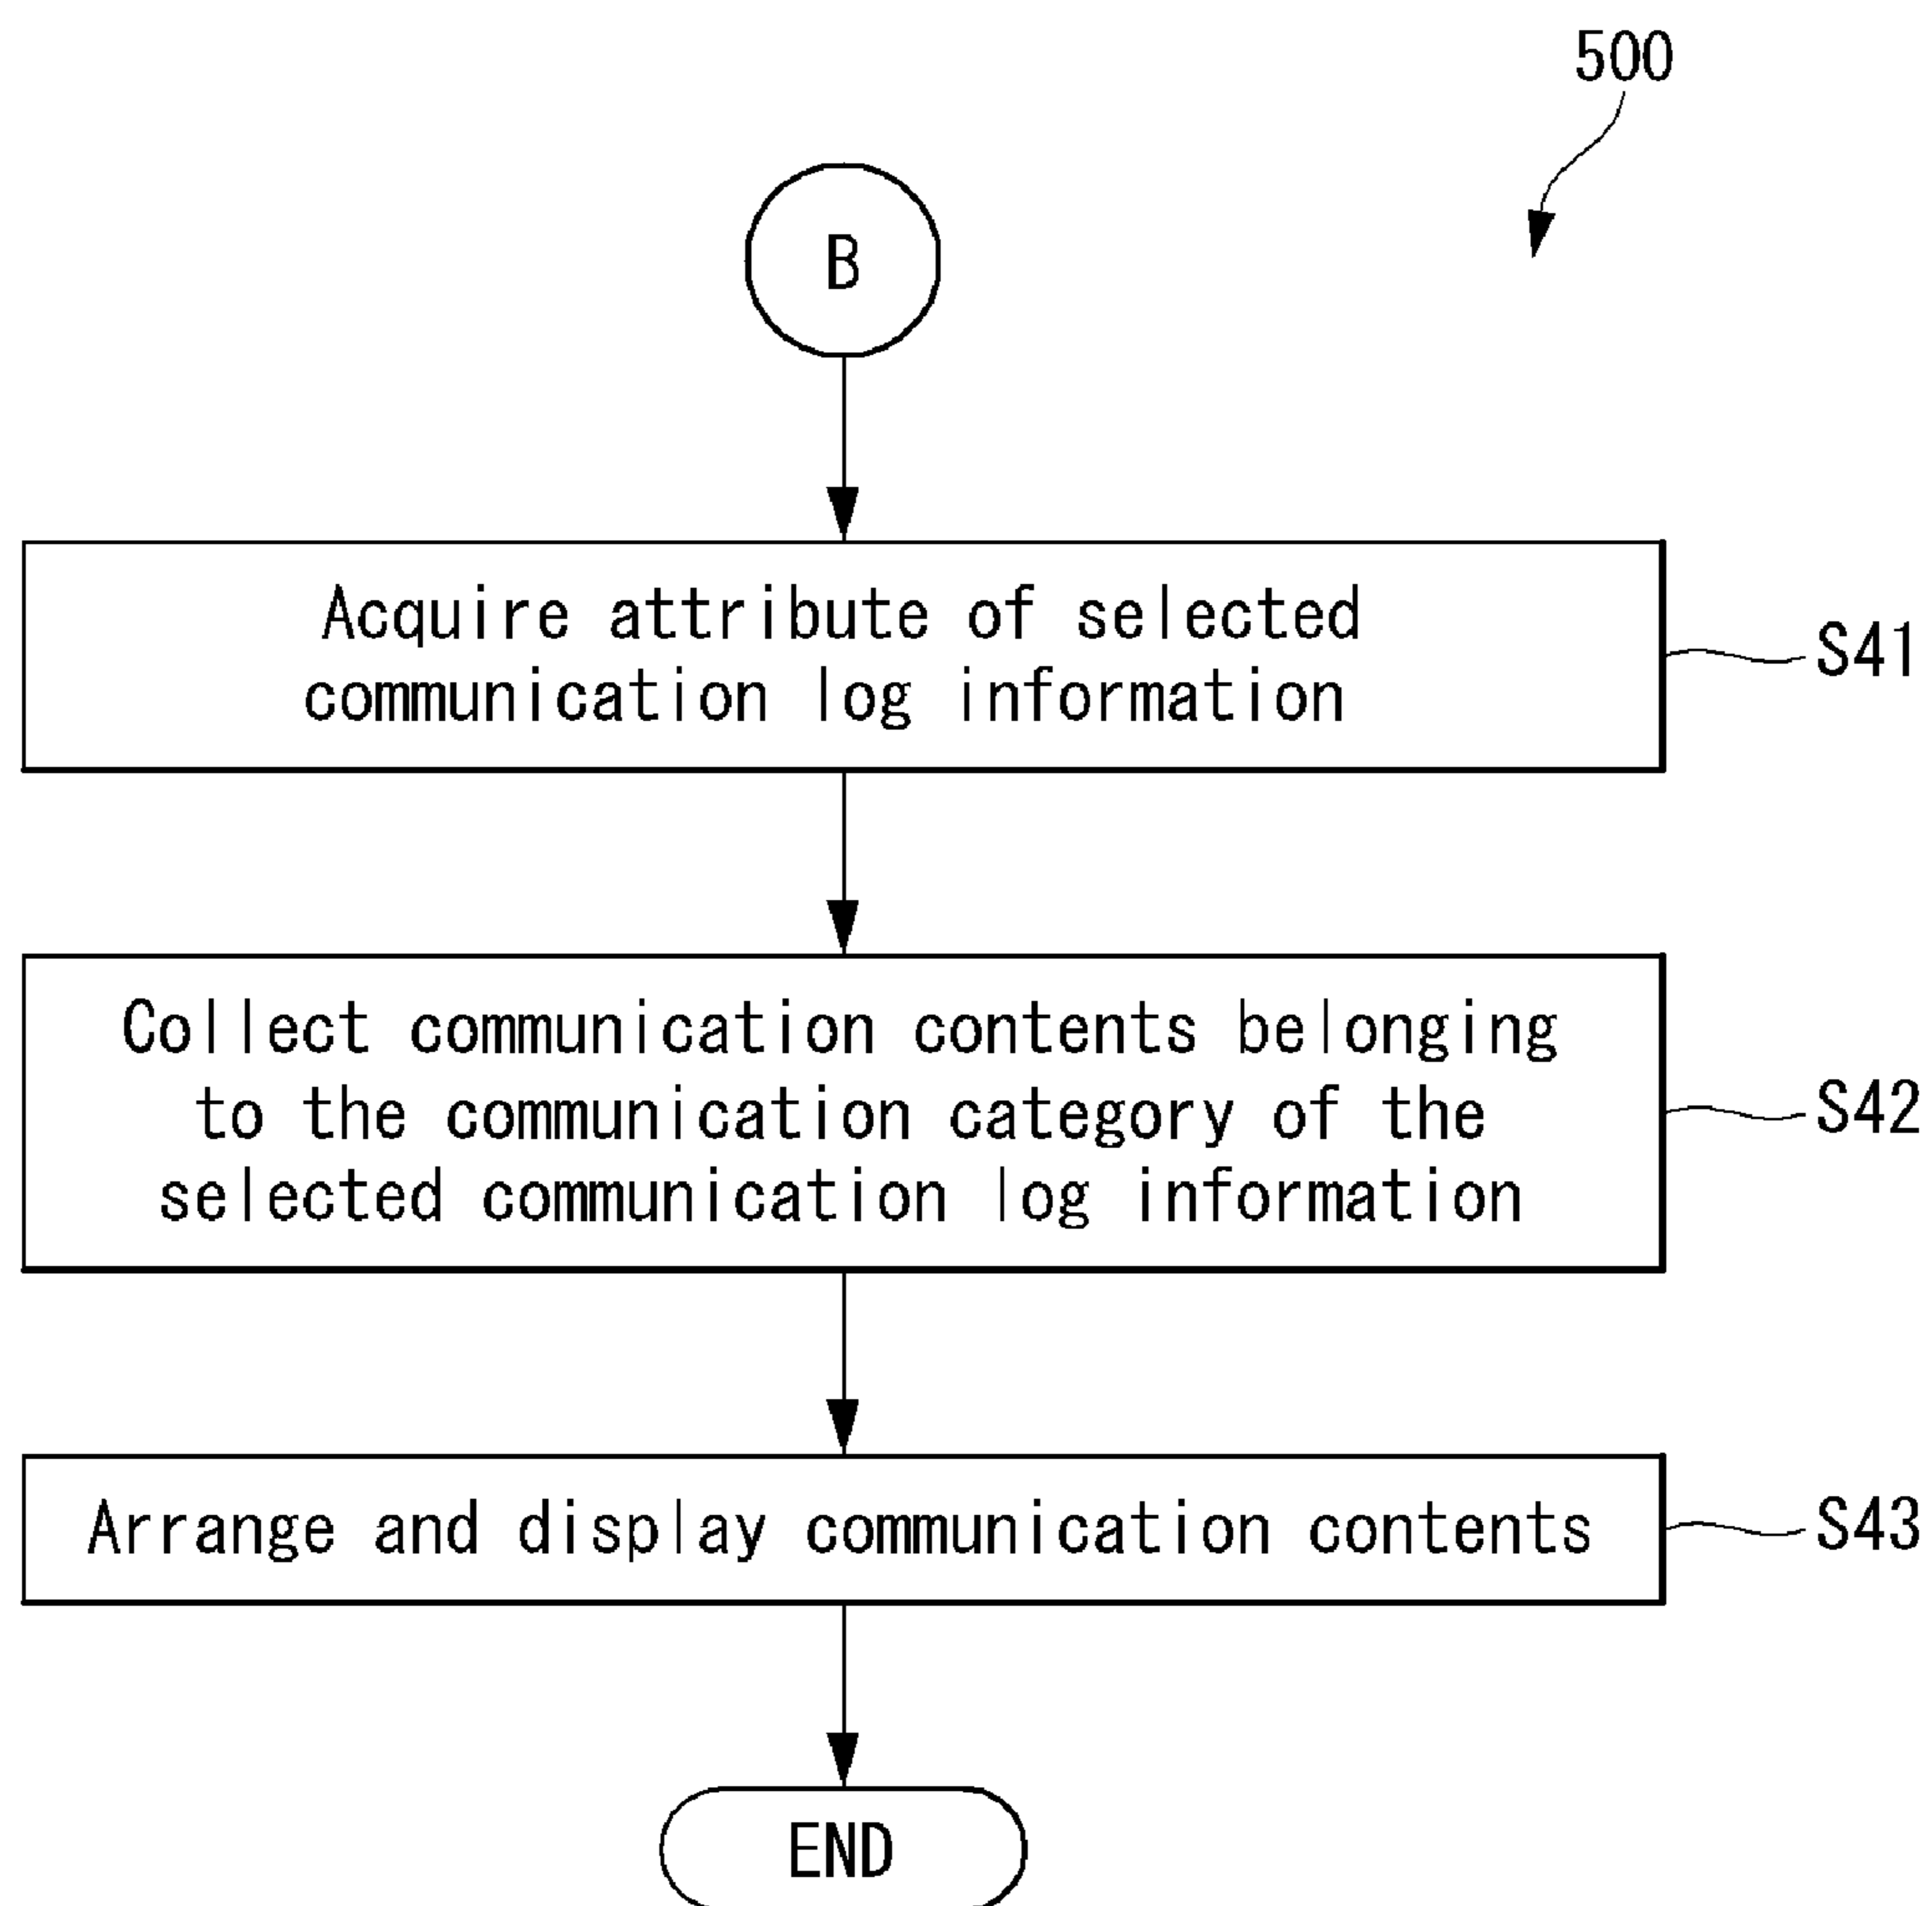 500
B
Acquire attribute of selected
communication log information
S41
Collect communication contents belonging
to the communication category of the
selected communication log information
S42
Arrange and display communication contents
S43
END